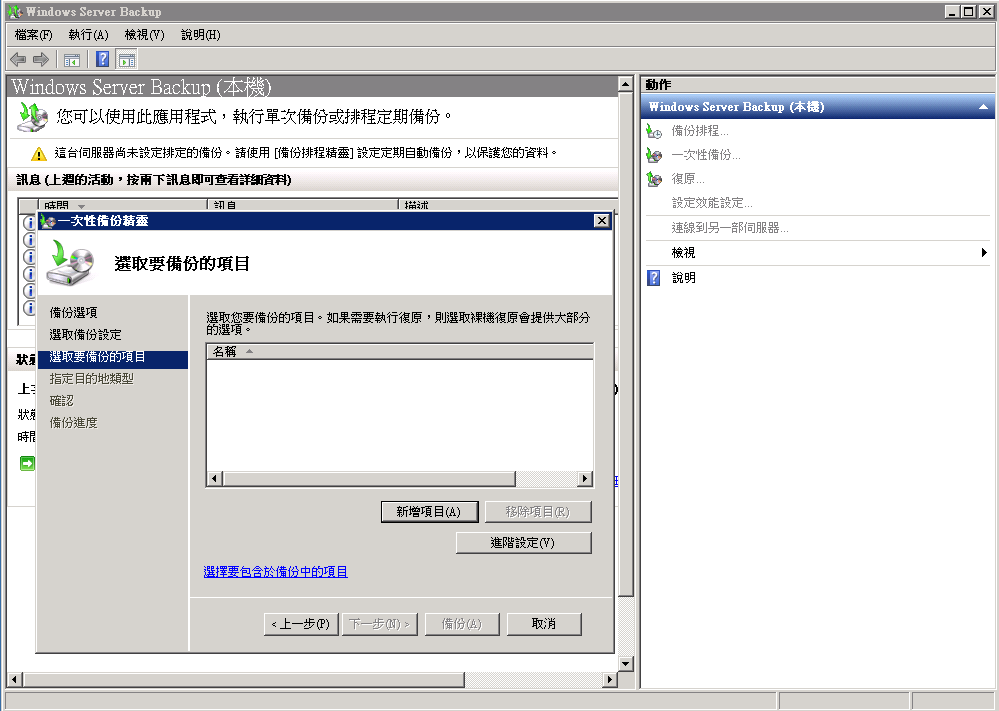 Windows Server Backup
檔案(F) 執行(A) 檢視(V) 說明(H)
Windows Server Backup (本機)
您可以使用此應用程式，執行單次備份或排程定期備份。
這台伺服器尚未設定排定的備份。請使用 [備份排程精靈] 設定定期自動備份，以保護您的資料。
訊息 (上週的活動，按兩下訊息即可查看詳細資料)
時間 訊息 描述
一次性備份精靈
選取要備份的項目
備份選項
選取備份設定
選取要備份的項目
指定目的地類型
確認
備份進度
選取您要備份的項目。如果需要執行復原，則選取裸機復原會提供大部分
的選項。
名稱
新增項目(A) 移除項目(R)
進階設定(V)
選擇要包含於備份中的項目
< 上一步(P) 下一步(N) > 備份(A) 取消
狀態
時間
動作
Windows Server Backup (本機)
備份排程...
一次性備份...
復原...
設定效能設定...
連線到另一部伺服器...
檢視
說明